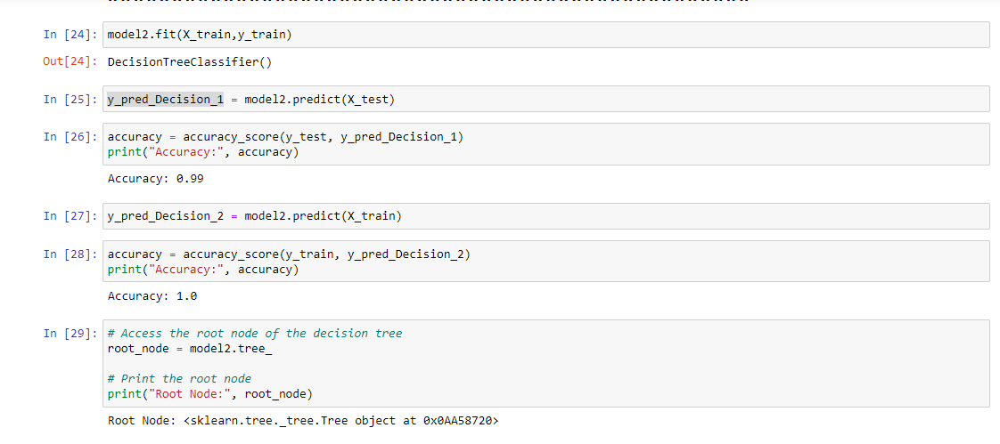 In [24]: model2.fit(X_train,y_train)
Out[24]: DecisionTreeClassifier()
In [25]: y_pred_Decision_1 = model2.predict(X_test)
In [26]: accuracy = accuracy_score(y_test, y_pred_Decision_1)
print("Accuracy:", accuracy)
Accuracy: 0.99
In [27]: y_pred_Decision_2 = model2.predict(X_train)
In [28]: accuracy = accuracy_score(y_train, y_pred_Decision_2)
print("Accuracy:", accuracy)
Accuracy: 1.0
In [29]: # Access the root node of the decision tree
root_node = model2.tree_
# Print the root node
print("Root Node:", root_node)
Root Node: <sklearn.tree._tree.Tree object at 0x0AA58720>